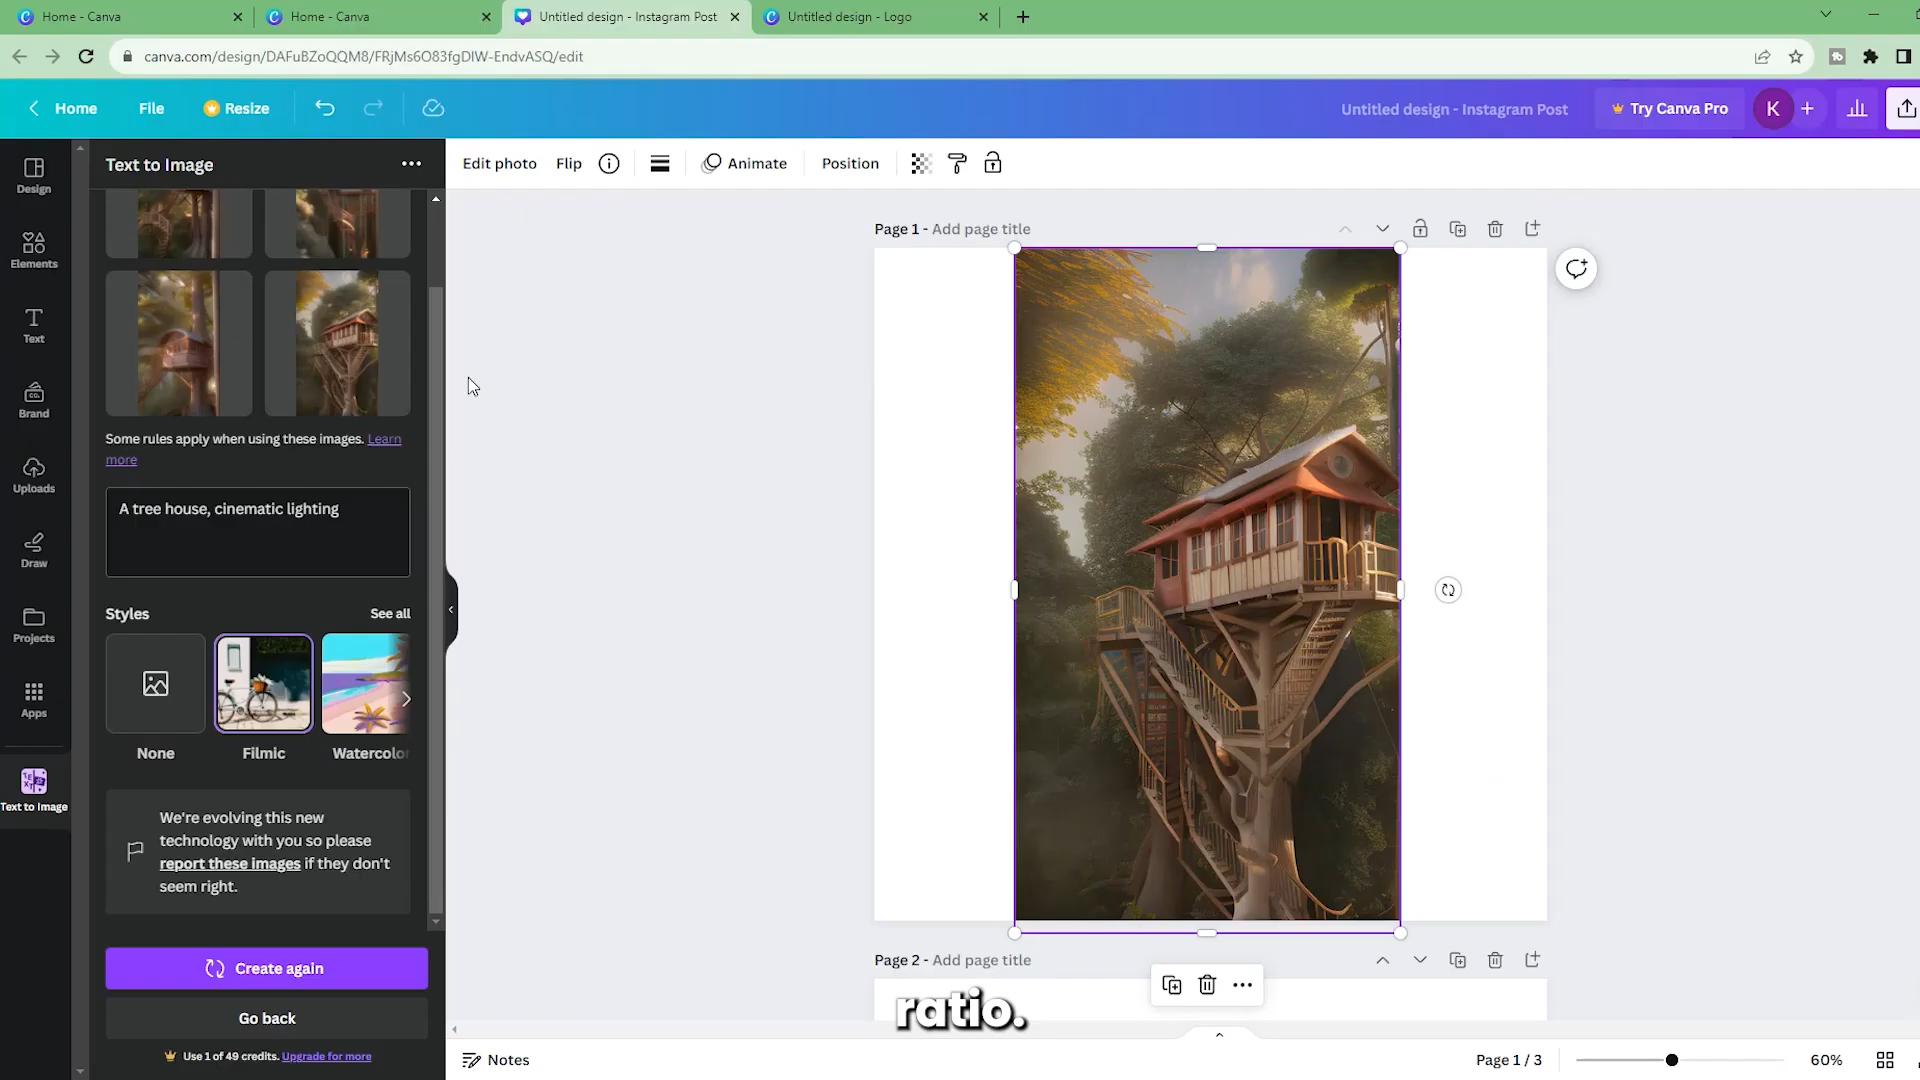 Home - Canva
Home - Canva
Untitled design - Instagram Post
Untitled design - Logo
canva.com/design/DAFuBZoQQM8/FRjMs6O83fgDIW-EndvASQ/edit
Home
File
Resize
Untitled design - Instagram Post
Try Canva Pro
K
Design
Elements
Text
Brand
Uploads
Draw
Projects
Apps
Text to Image
Text to Image
Some rules apply when using these images. Learn
more
A tree house, cinematic lighting
Styles
See all
None
Filmic
Watercolor
We're evolving this new
technology with you so please
report these images if they don't
seem right.
Create again
Go back
Use 1 of 49 credits. Upgrade for more
Edit photo
Flip
Animate
Position
Page 1 - Add page title
Page 2 - Add page title
ratio.
Notes
Page 1 / 3
60%